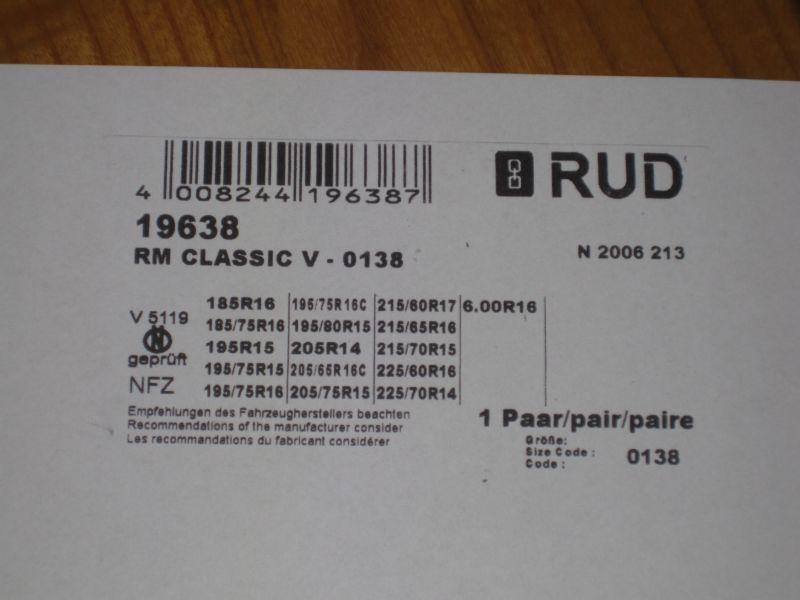 4 008244 196387
RUD
19638
RM CLASSIC V - 0138
N 2006 213
V 5119
geprüft
NFZ
185R16 195/75R16C 215/60R17 6.00R16
185/75R16 195/80R15 215/65R16
195R15 205R14 215/70R15
195/75R15 205/65R16C 225/60R16
195/75R16 205/75R15 225/70R14
Empfehlungen des Fahrzeugherstellers beachten
Recommendations of the manufacturer consider
Les recommandations du fabricant considérer
1 Paar/pair/paire
Größe:
Size Code :
Code : 0138